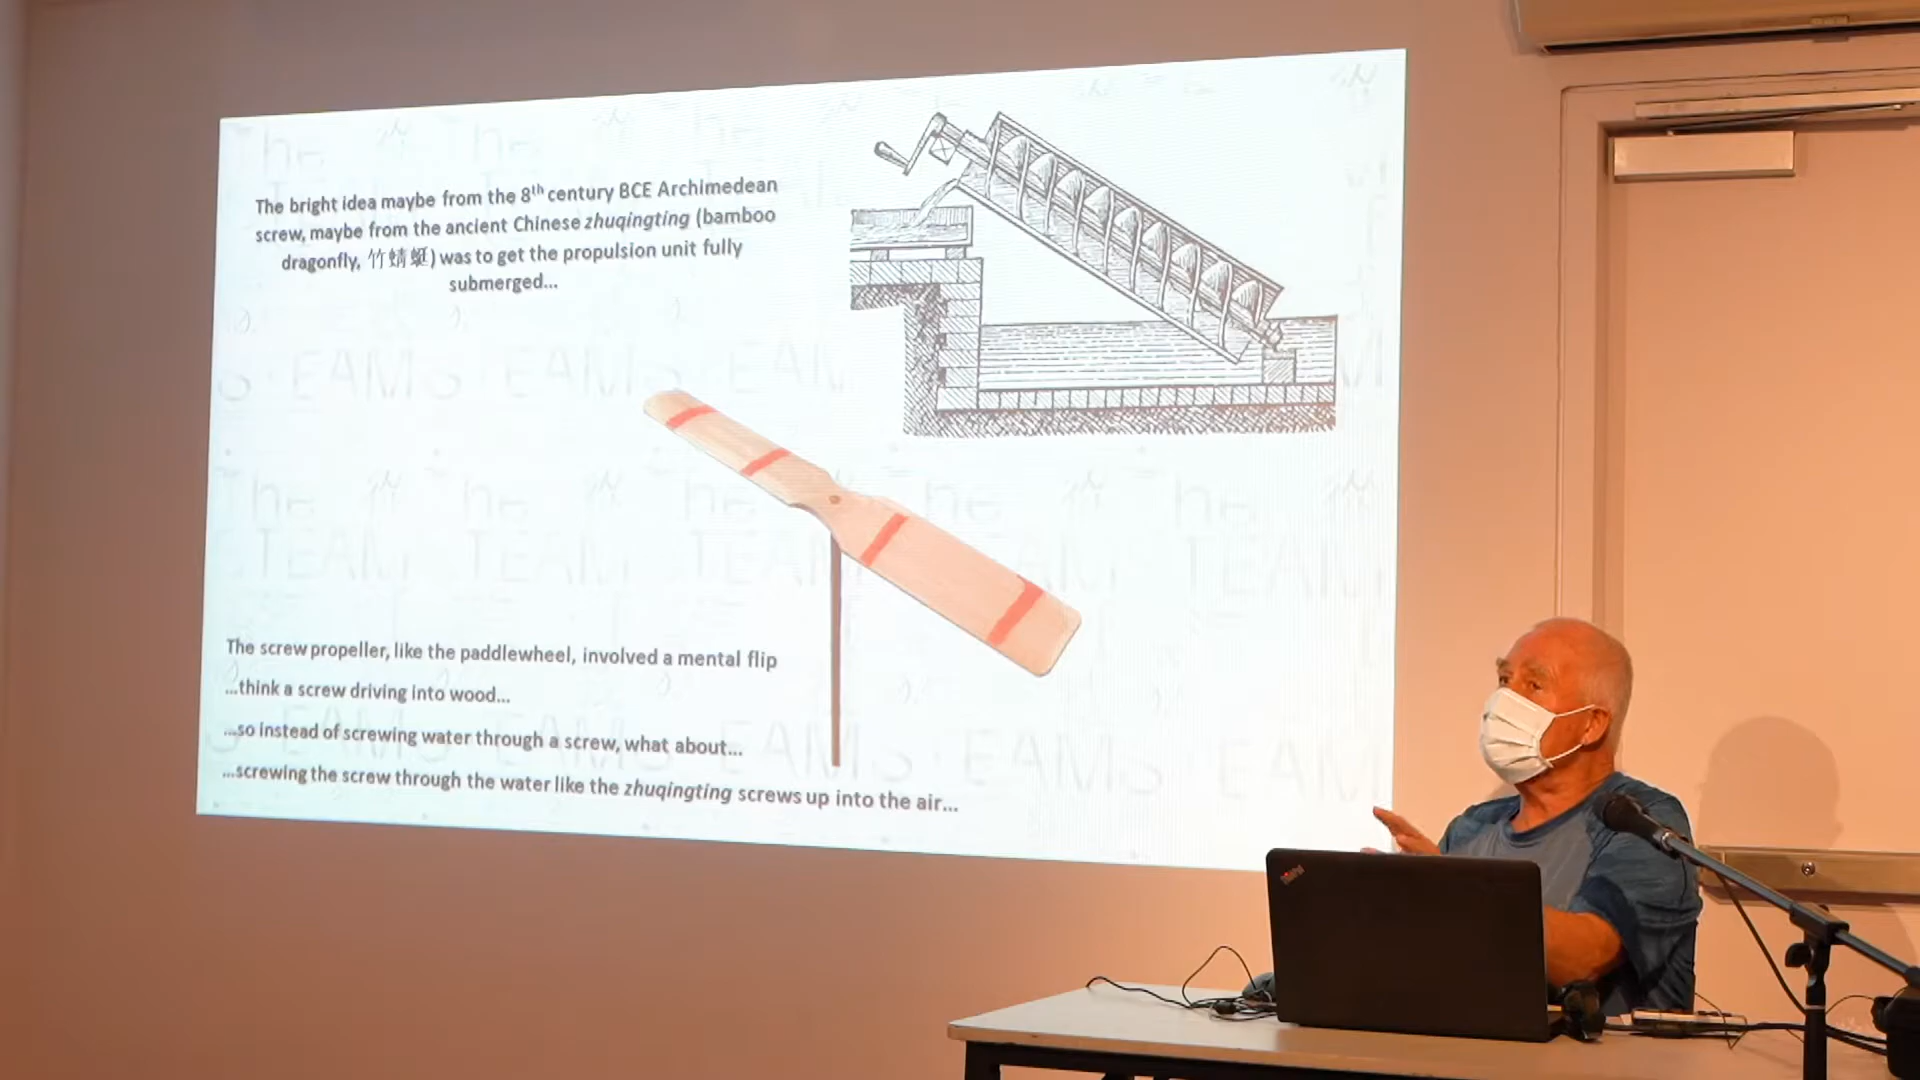 The bright idea maybe from the 8th century BCE Archimedean
screw, maybe from the ancient Chinese zhuqingting (bamboo
dragonfly, 竹蜻蜓) was to get the propulsion unit fully
submerged...
The screw propeller, like the paddlewheel, involved a mental flip
...think a screw driving into wood...
...so instead of screwing water through a screw, what about...
...screwing the screw through the water like the zhuqingting screws up into the air...